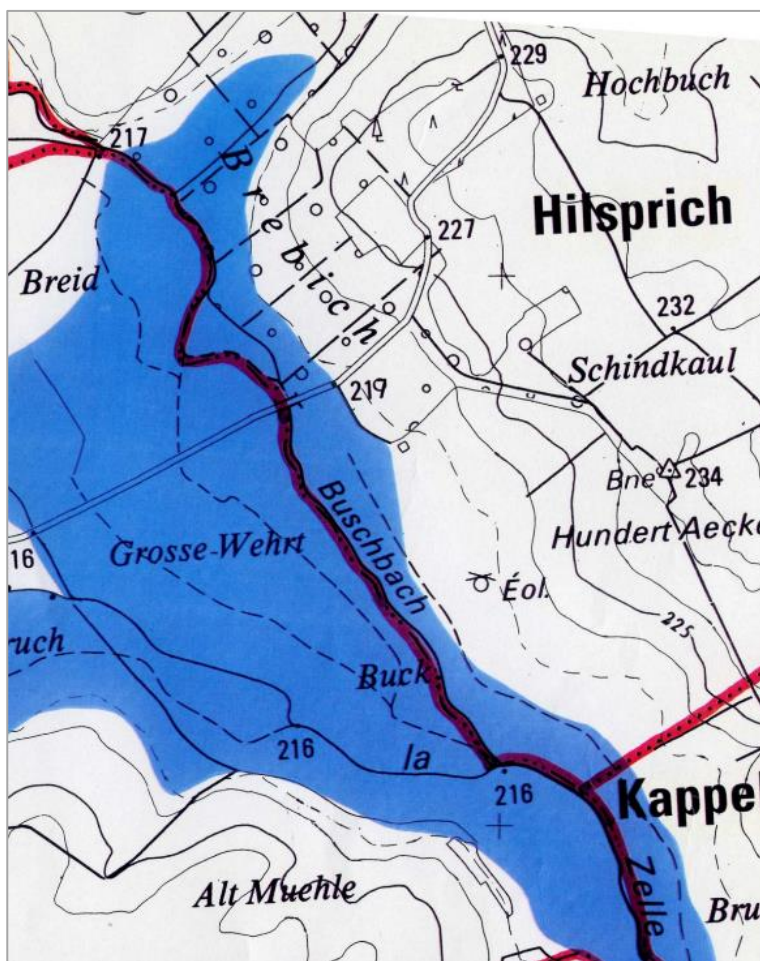 229
Hochbuch
217
Brebich
Hilsprich
227
Breid
232
Schindkaul
219
Bne
234
Buschbach
Grosse-Wehrt
Hundert Aecke
16
Éol.
225
ruch
Buck
216
la
216
Kappel
Alt Muehle
Zelle
Bru